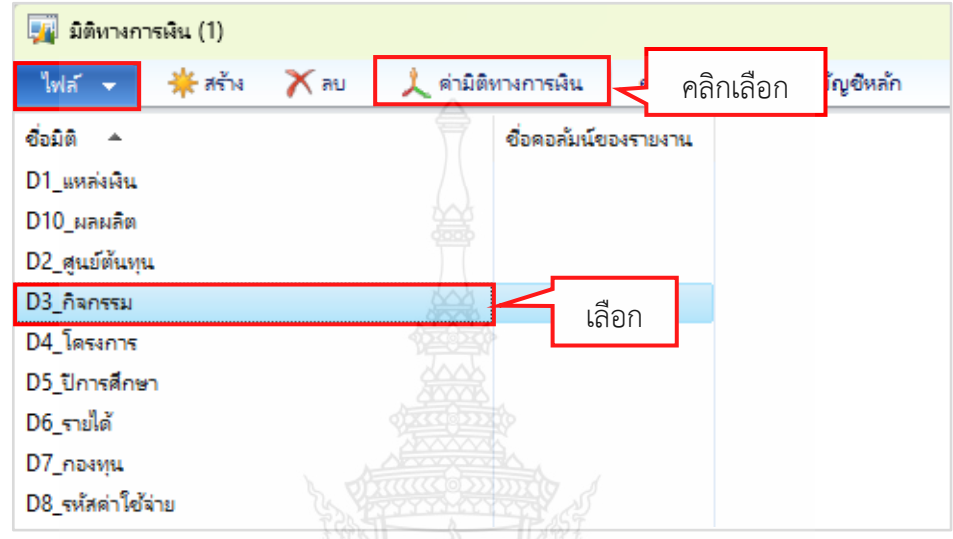 มิติทางการเงิน (1)
ไฟล์ สร้าง ลบ ค่ามิติทางการเงิน คลิกเลือก
ชื่อมิติ ชื่อคอลัมน์ของรายงาน
D1_แหล่งเงิน
D10_ผลผลิต
D2_ศูนย์ต้นทุน
D3_กิจกรรม
เลือก
D4_โครงการ
D5_ปีการศึกษา
D6_รายได้
D7_กองทุน
D8_รหัสค่าใช้จ่าย